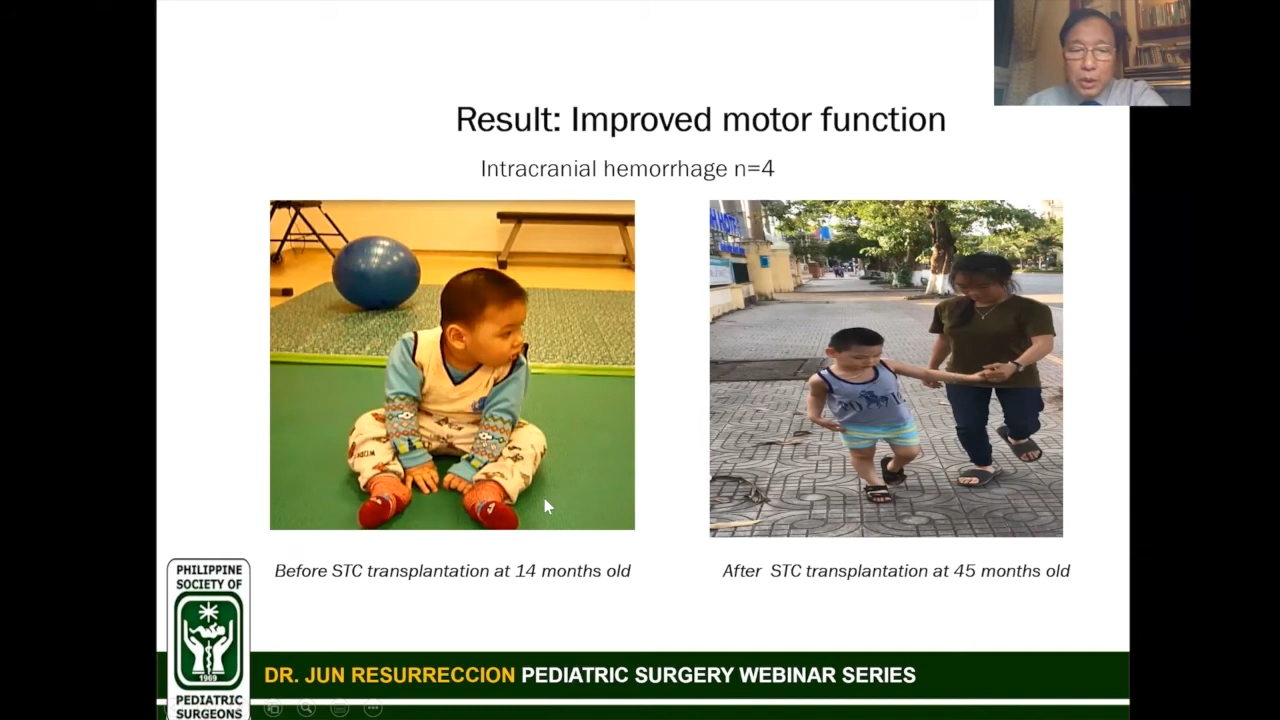 Result: Improved motor function
Intracranial hemorrhage n=4
Before STC transplantation at 14 months old
After STC transplantation at 45 months old
PHILIPPINE
SOCIETY OF
1969
PEDIATRIC
SURGEONS
DR. JUN RESURRECCION PEDIATRIC SURGERY WEBINAR SERIES